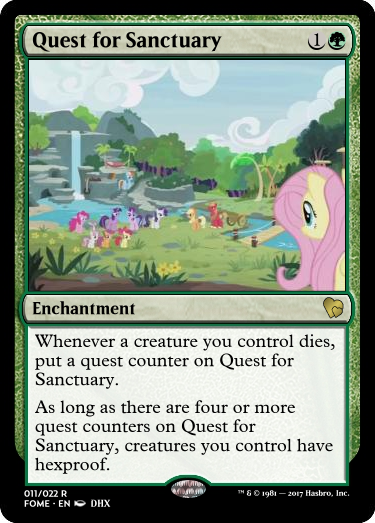 Quest for Sanctuary 1
Enchantment
Whenever a creature you control dies,
put a quest counter on Quest for
Sanctuary.
As long as there are four or more
quest counters on Quest for
Sanctuary, creatures you control have
hexproof.
011/022 R
FOME • EN DHX
™ & © 1981 — 2017 Hasbro, Inc.